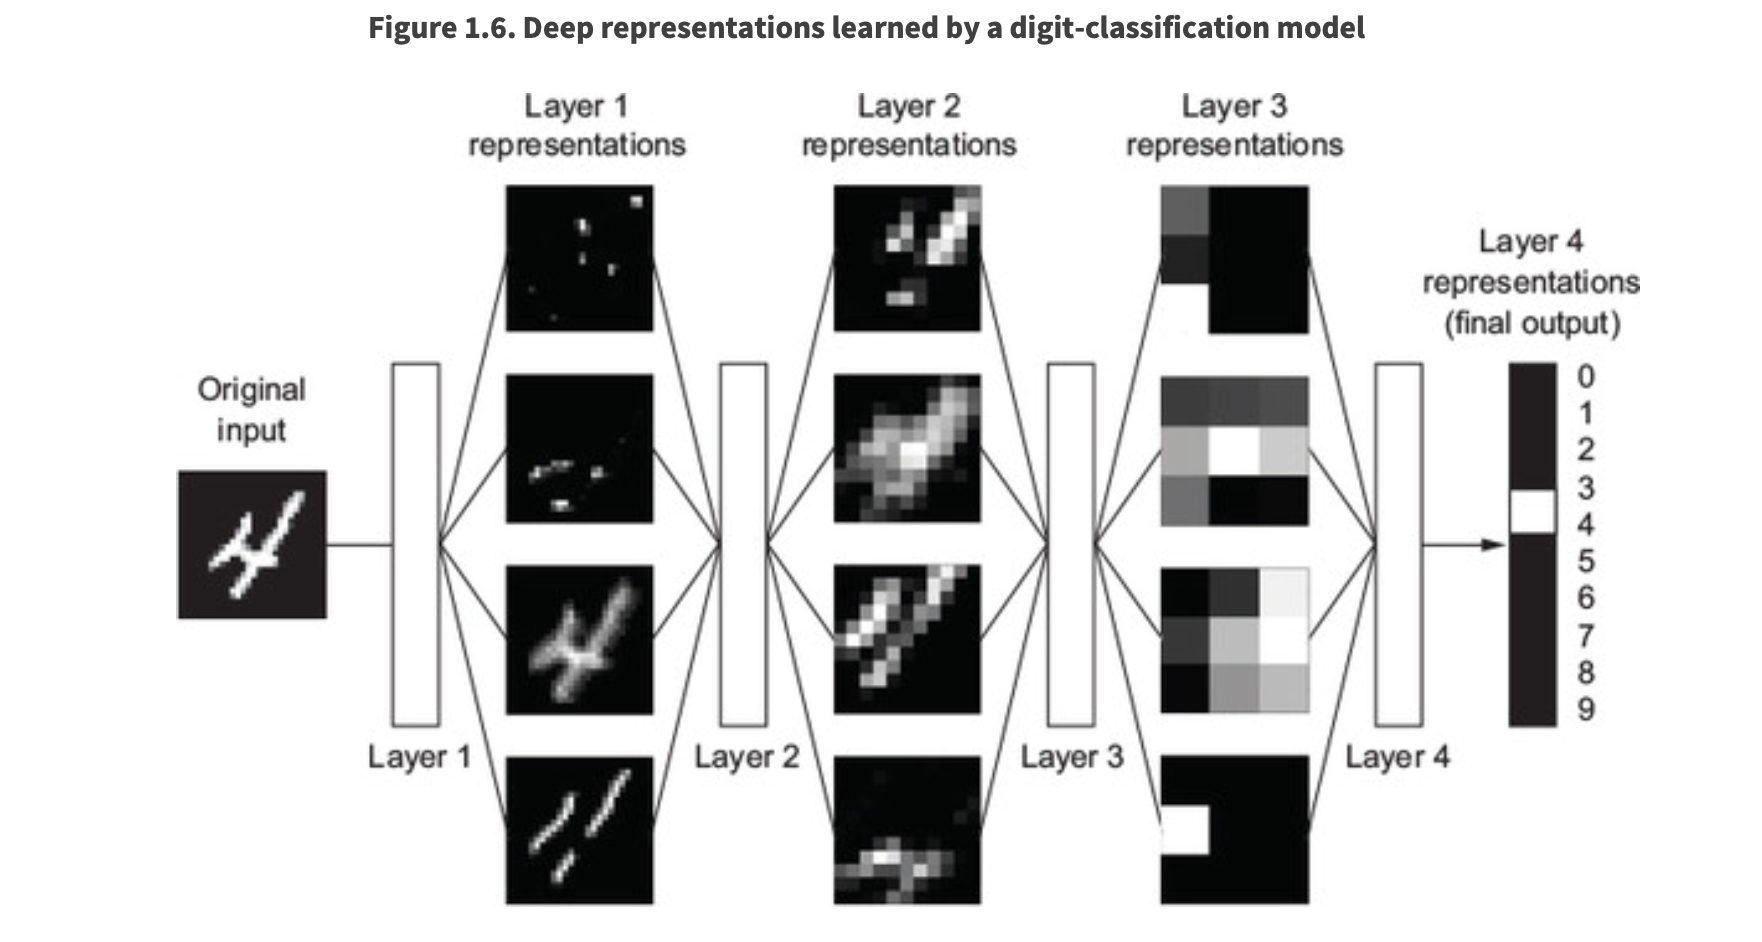 Figure 1.6. Deep representations learned by a digit-classification model
Layer 1
representations
Layer 2
representations
Layer 3
representations
Layer 4
representations
(final output)
Original
input
0
1
2
3
4
5
6
7
8
9
Layer 1
Layer 2
Layer 3
Layer 4